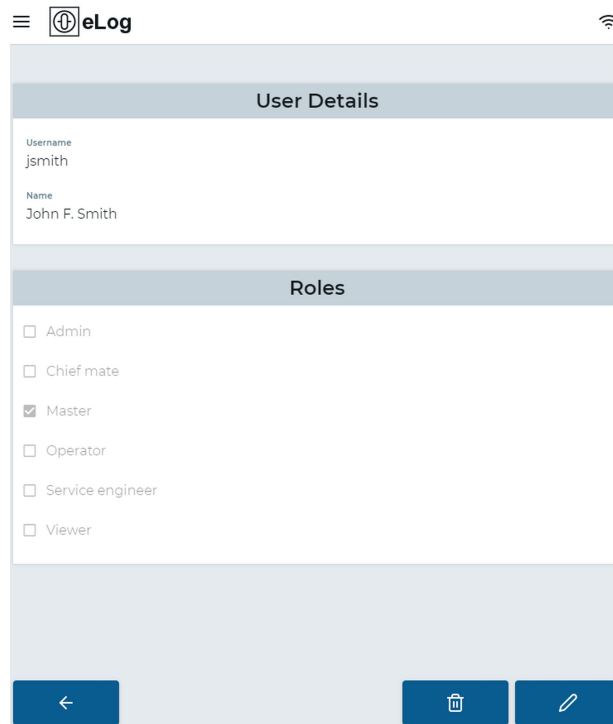 eLog
User Details
Username
jsmith
Name
John F. Smith
Roles
Admin
Chief mate
Master
Operator
Service engineer
Viewer